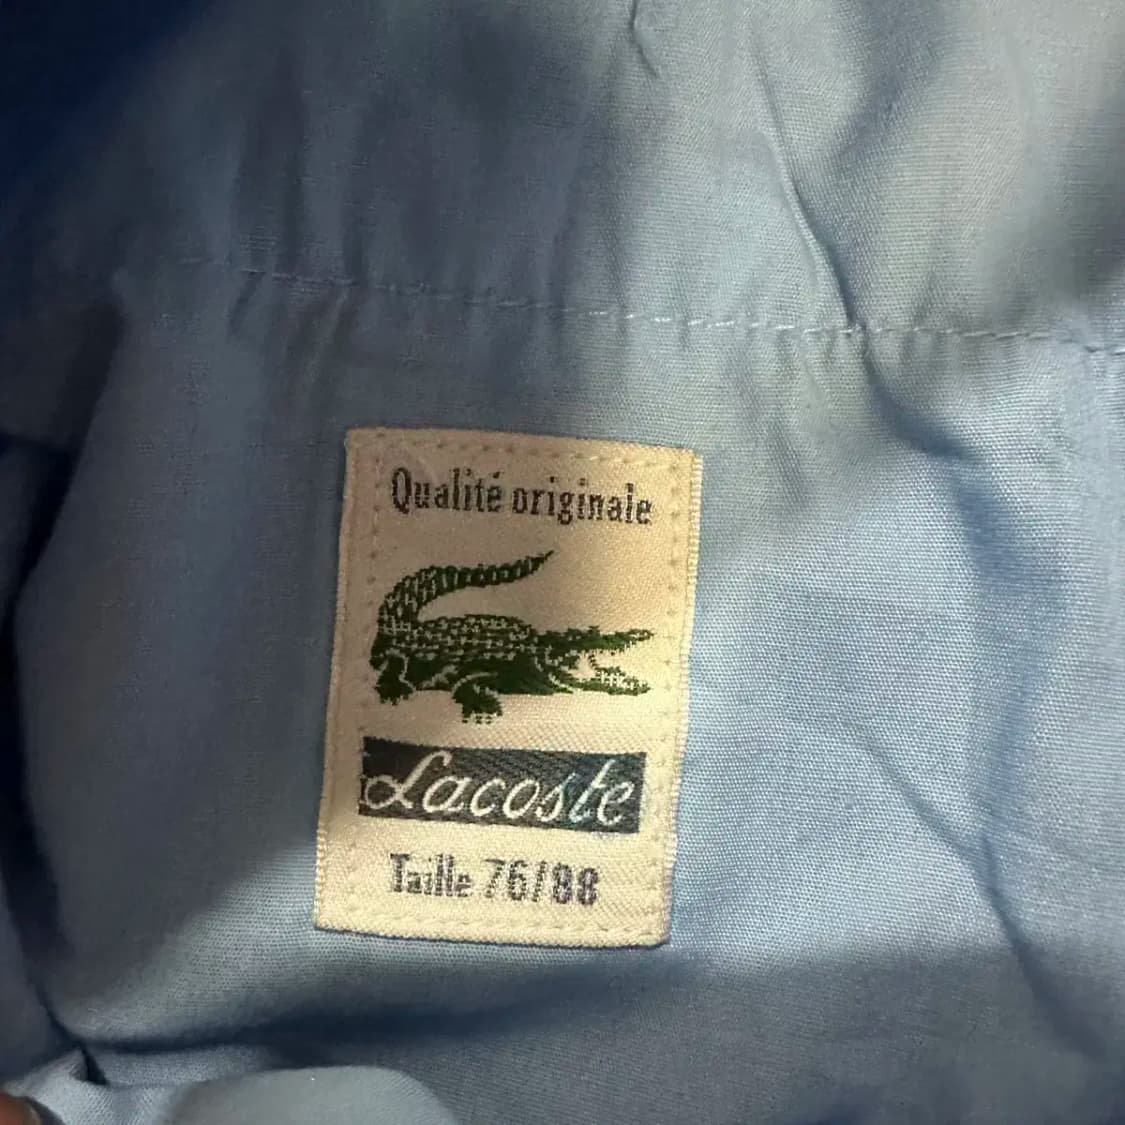 Qualité originale
Lacoste
Taille 76/88